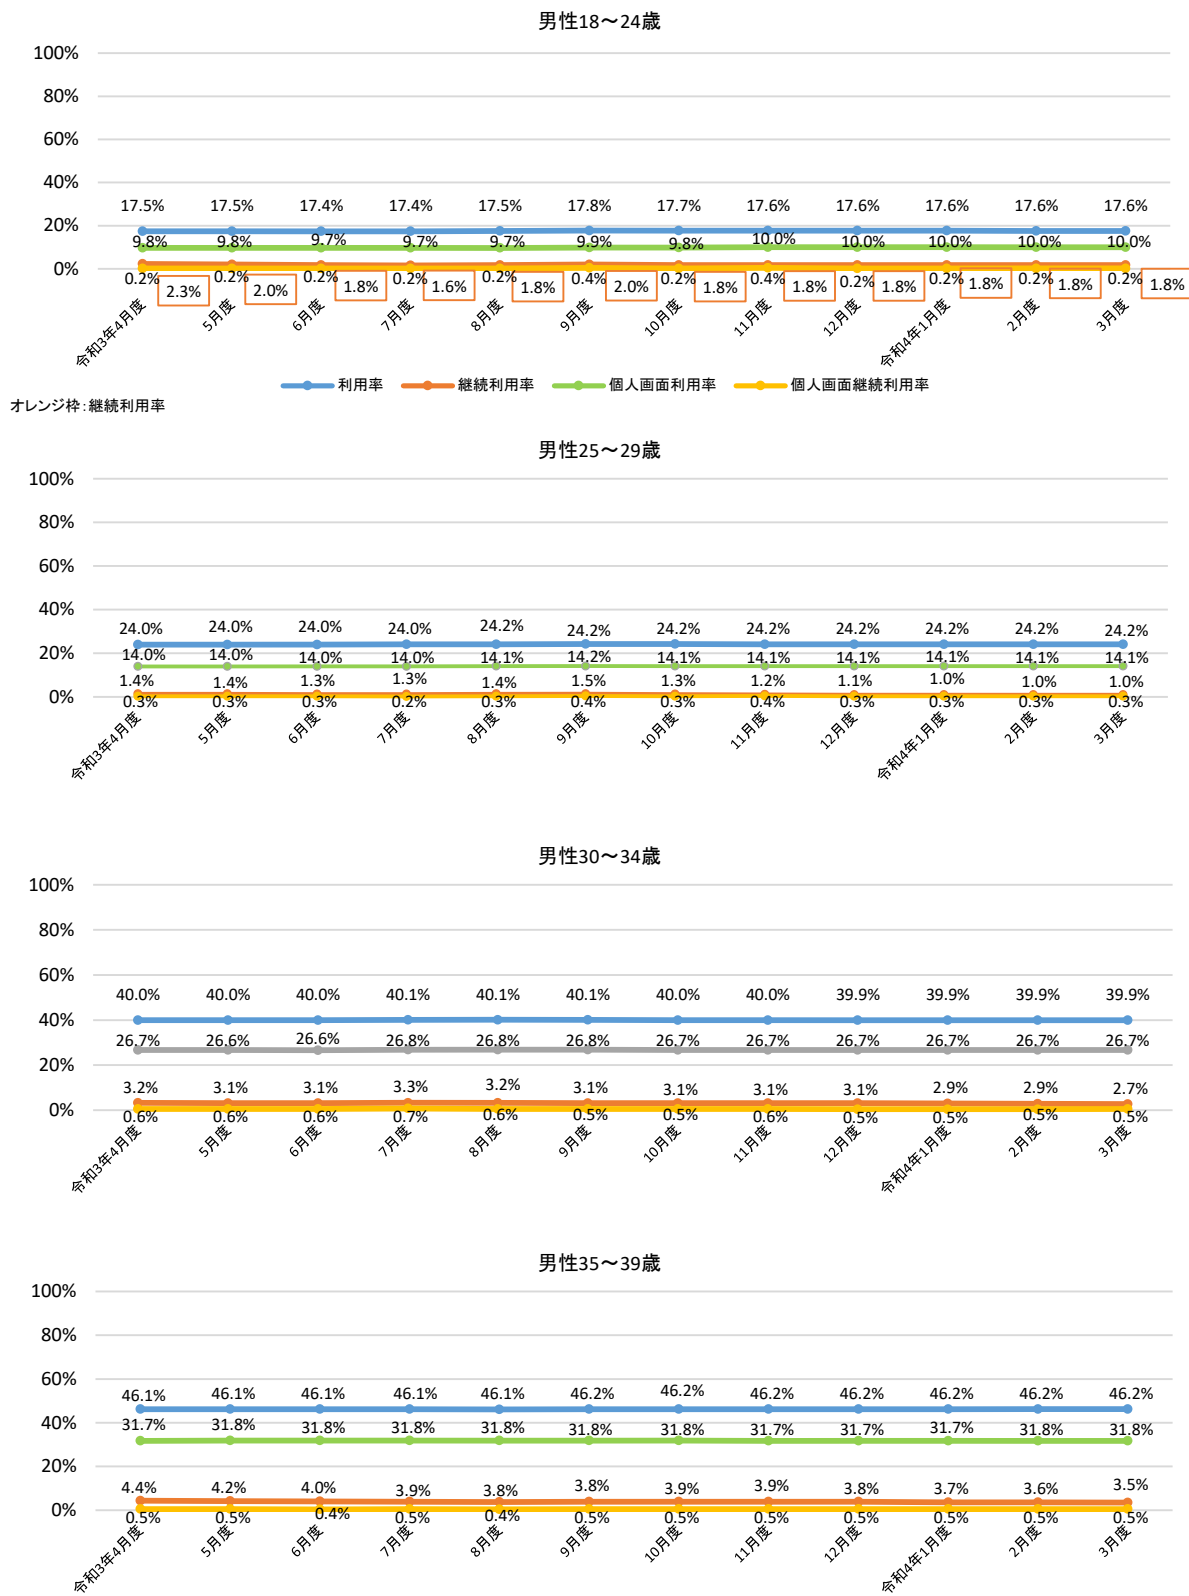 男性18～24歳
100%
80%
60%
40%
20%
0%
17.5% 17.5% 17.4% 17.4% 17.5% 17.8% 17.7% 17.6% 17.6% 17.6% 17.6% 17.6%
9.8% 9.8% 9.7% 9.7% 9.7% 9.9% 9.8% 10.0% 10.0% 10.0% 10.0% 10.0%
0.2% 0.2% 0.2% 0.2% 0.2% 0.4% 0.2% 0.4% 0.2% 0.2% 0.2% 0.2%
2.3% 2.0% 1.8% 1.6% 1.8% 2.0% 1.8% 1.8% 1.8% 1.8% 1.8% 1.8%
令和3年4月度 5月度 6月度 7月度 8月度 9月度 10月度 11月度 12月度 令和4年1月度 2月度 3月度
利用率 継続利用率 個人画面利用率 個人画面継続利用率
オレンジ枠：継続利用率
男性25～29歳
100%
80%
60%
40%
20%
0%
24.0% 24.0% 24.0% 24.0% 24.2% 24.2% 24.2% 24.2% 24.2% 24.2% 24.2% 24.2%
14.0% 14.0% 14.0% 14.0% 14.1% 14.2% 14.1% 14.1% 14.1% 14.1% 14.1% 14.1%
1.4% 1.4% 1.3% 1.3% 1.4% 1.5% 1.3% 1.2% 1.1% 1.0% 1.0% 1.0%
0.3% 0.3% 0.3% 0.2% 0.3% 0.4% 0.3% 0.4% 0.3% 0.3% 0.3% 0.3%
令和3年4月度 5月度 6月度 7月度 8月度 9月度 10月度 11月度 12月度 令和4年1月度 2月度 3月度
男性30～34歳
100%
80%
60%
40%
20%
0%
40.0% 40.0% 40.0% 40.1% 40.1% 40.1% 40.0% 40.0% 39.9% 39.9% 39.9% 39.9%
26.7% 26.6% 26.6% 26.8% 26.8% 26.8% 26.7% 26.7% 26.7% 26.7% 26.7% 26.7%
3.2% 3.1% 3.1% 3.3% 3.2% 3.1% 3.1% 3.1% 3.1% 2.9% 2.9% 2.7%
0.6% 0.6% 0.6% 0.7% 0.6% 0.5% 0.5% 0.6% 0.5% 0.5% 0.5% 0.5%
令和3年4月度 5月度 6月度 7月度 8月度 9月度 10月度 11月度 12月度 令和4年1月度 2月度 3月度
男性35～39歳
100%
80%
60%
40%
20%
0%
46.1% 46.1% 46.1% 46.1% 46.1% 46.2% 46.2% 46.2% 46.2% 46.2% 46.2% 46.2%
31.7% 31.8% 31.8% 31.8% 31.8% 31.8% 31.8% 31.7% 31.7% 31.7% 31.8% 31.8%
4.4% 4.2% 4.0% 3.9% 3.8% 3.8% 3.9% 3.9% 3.8% 3.7% 3.6% 3.5%
0.5% 0.5% 0.4% 0.5% 0.4% 0.5% 0.5% 0.5% 0.5% 0.5% 0.5% 0.5%
令和3年4月度 5月度 6月度 7月度 8月度 9月度 10月度 11月度 12月度 令和4年1月度 2月度 3月度